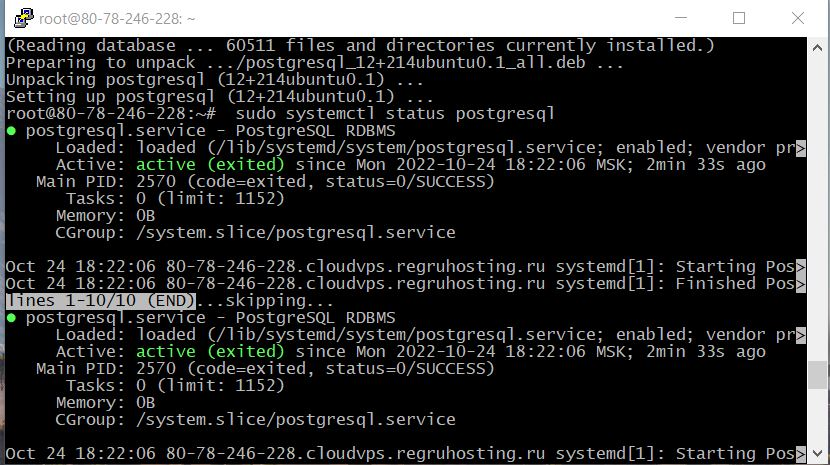 root@80-78-246-228: ~
(Reading database ... 60511 files and directories currently installed.)
Preparing to unpack .../postgresql_12+214ubuntu0.1_all.deb ...
Unpacking postgresql (12+214ubuntu0.1) ...
Setting up postgresql (12+214ubuntu0.1) ...
root@80-78-246-228:~#  sudo systemctl status postgresql
● postgresql.service - PostgreSQL RDBMS
     Loaded: loaded (/lib/systemd/system/postgresql.service; enabled; vendor pr>
     Active: active (exited) since Mon 2022-10-24 18:22:06 MSK; 2min 33s ago
   Main PID: 2570 (code=exited, status=0/SUCCESS)
      Tasks: 0 (limit: 1152)
     Memory: 0B
     CGroup: /system.slice/postgresql.service
Oct 24 18:22:06 80-78-246-228.cloudvps.regruhosting.ru systemd[1]: Starting Pos>
Oct 24 18:22:06 80-78-246-228.cloudvps.regruhosting.ru systemd[1]: Finished Pos>
lines 1-10/10 (END)...skipping...
● postgresql.service - PostgreSQL RDBMS
     Loaded: loaded (/lib/systemd/system/postgresql.service; enabled; vendor pr>
     Active: active (exited) since Mon 2022-10-24 18:22:06 MSK; 2min 33s ago
   Main PID: 2570 (code=exited, status=0/SUCCESS)
      Tasks: 0 (limit: 1152)
     Memory: 0B
     CGroup: /system.slice/postgresql.service
Oct 24 18:22:06 80-78-246-228.cloudvps.regruhosting.ru systemd[1]: Starting Pos>